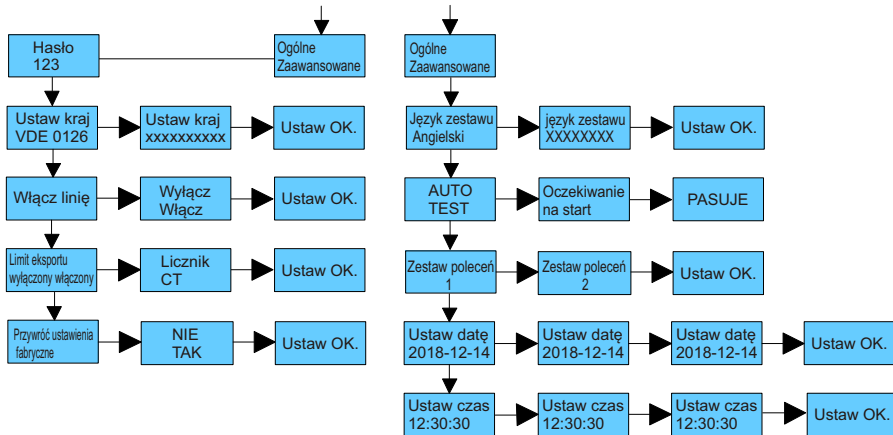 Hasło
123
Ogólne
Zaawansowane
Ustaw kraj
VDE 0126
Ustaw kraj
xxxxxxxxxx
Ustaw OK.
Włącz linię
Wyłącz
Włącz
Ustaw OK.
Limit eksportu
wyłączony włączony
Licznik
CT
Ustaw OK.
Przywróć ustawienia
fabryczne
NIE
TAK
Ustaw OK.
Ogólne
Zaawansowane
Język zestawu
Angielski
język zestawu
XXXXXXXX
Ustaw OK.
AUTO
TEST
Oczekiwanie
na start
PASUJE
Zestaw poleceń
1
Zestaw poleceń
2
Ustaw OK.
Ustaw datę
2018-12-14
Ustaw datę
2018-12-14
Ustaw datę
2018-12-14
Ustaw OK.
Ustaw czas
12:30:30
Ustaw czas
12:30:30
Ustaw czas
12:30:30
Ustaw OK.